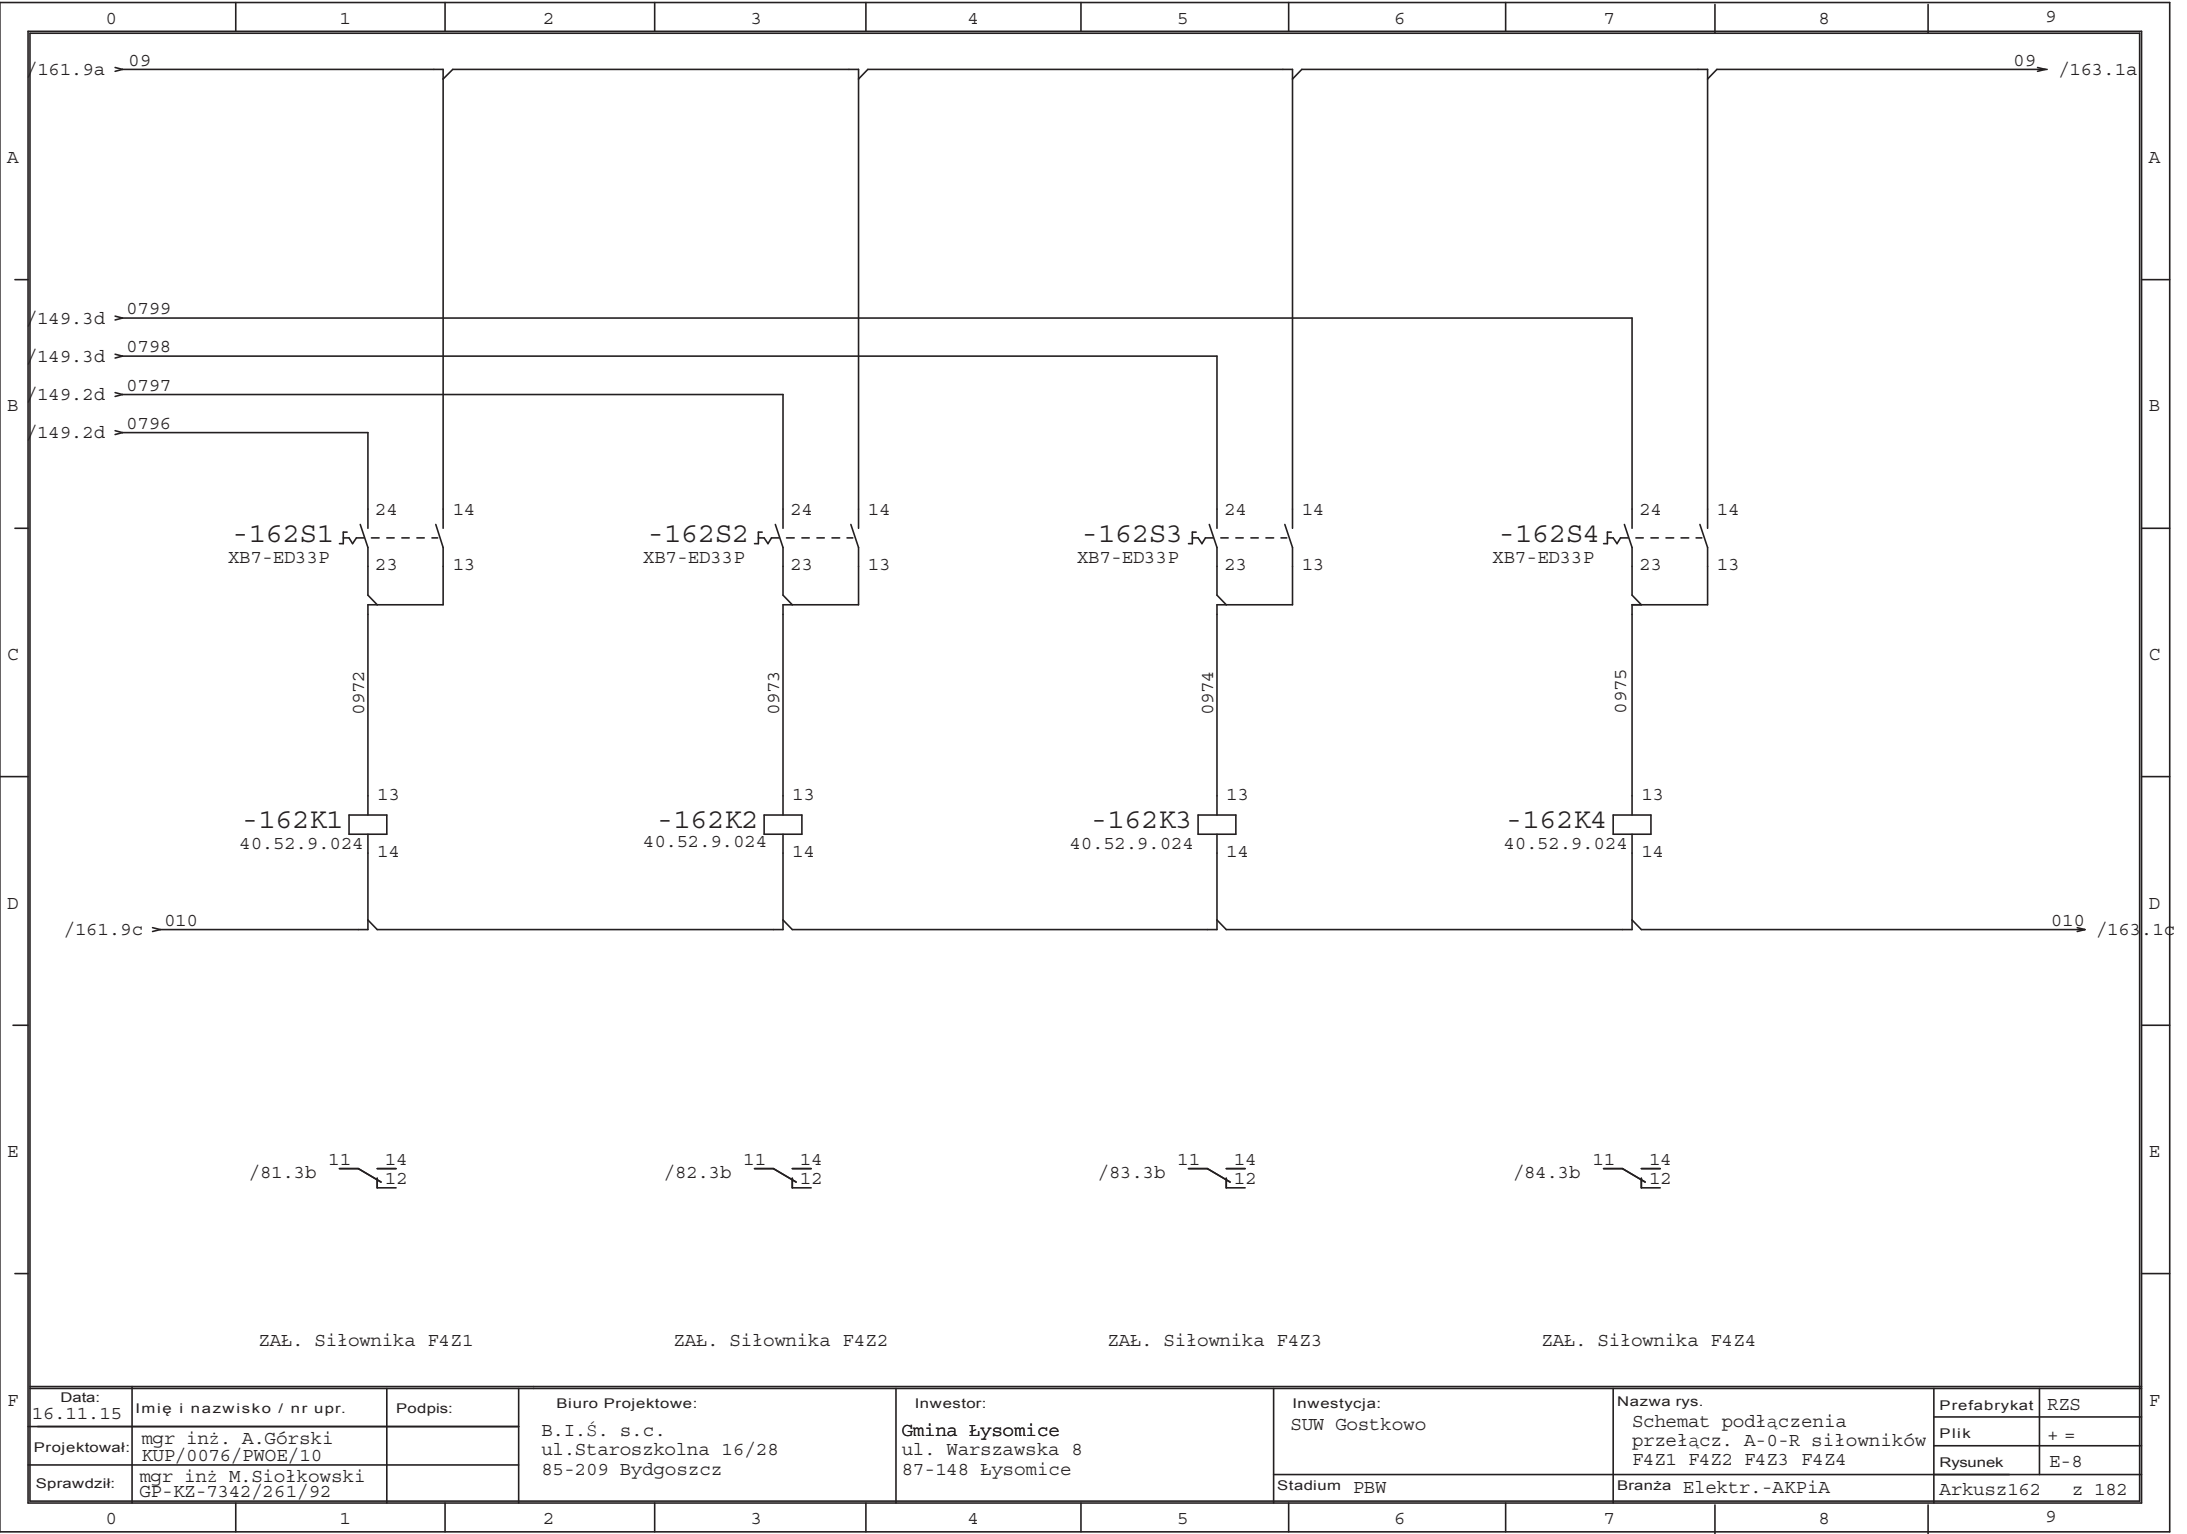 0 1 2 3 4 5 6 7 8 9
/161.9a 09 09 /163.1a
A A
/149.3d 0799
/149.3d 0798
/149.2d 0797
B B
/149.2d 0796
24 14 24 14 24 14 24 14
-162S1 -162S2 -162S3 -162S4
XB7-ED33P XB7-ED33P XB7-ED33P XB7-ED33P
23 13 23 13 23 13 23 13
C C
0972 0973 0974 0975
13 13 13 13
-162K1 -162K2 -162K3 -162K4
40.52.9.024 40.52.9.024 40.52.9.024 40.52.9.024
14 14 14 14
D D
/161.9c 010 010 /163.1c
E E
/81.3b 11 14 /82.3b 11 14 /83.3b 11 14 /84.3b 11 14
12 12 12 12
ZAŁ. Siłownika F4Z1 ZAŁ. Siłownika F4Z2 ZAŁ. Siłownika F4Z3 ZAŁ. Siłownika F4Z4
F F
Data:
16.11.15
Imię i nazwisko / nr upr.
Podpis:
Projektował:
mgr inż. A.Górski
KUP/0076/PWOE/10
Sprawdził:
mgr inż M.Siołkowski
GP-KZ-7342/261/92
Biuro Projektowe:
B.I.Ś. s.c.
ul.Staroszkolna 16/28
85-209 Bydgoszcz
Inwestor:
Gmina Łysomice
ul. Warszawska 8
87-148 Łysomice
Inwestycja:
SUW Gostkowo
Stadium PBW
Nazwa rys.
Schemat podłączenia
przełącz. A-0-R siłowników
F4Z1 F4Z2 F4Z3 F4Z4
Branża Elektr.-AKPiA
Prefabrykat RZS
Plik + =
Rysunek E-8
Arkusz162 z 182
0 1 2 3 4 5 6 7 8 9